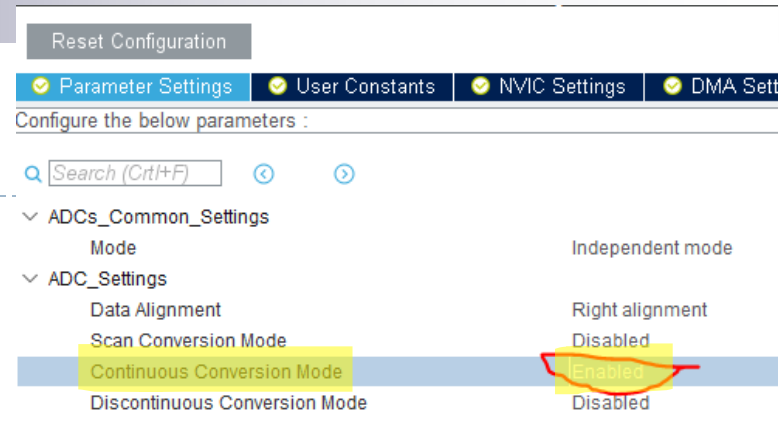 Reset Configuration
Parameter Settings User Constants NVIC Settings DMA Sett
Configure the below parameters :
Search (Crtl+F)
ADCs_Common_Settings
Mode Independent mode
ADC_Settings
Data Alignment Right alignment
Scan Conversion Mode Disabled
Continuous Conversion Mode Enabled
Discontinuous Conversion Mode Disabled